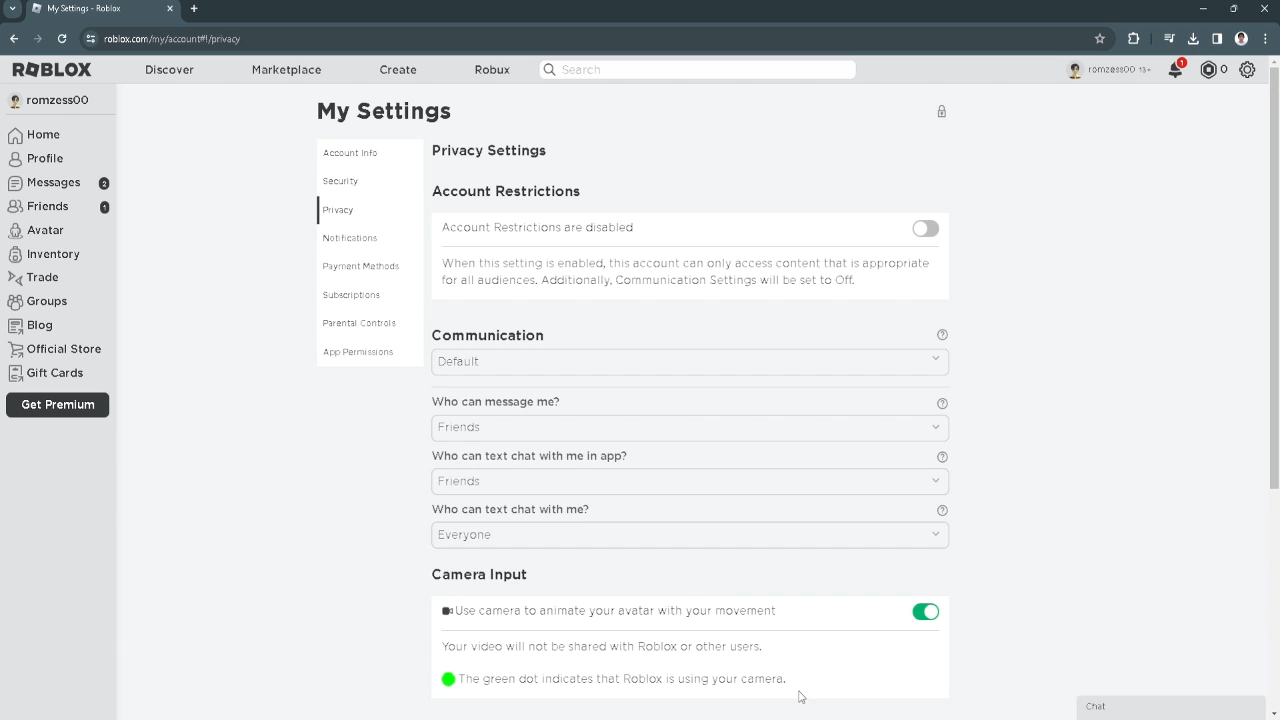 My Settings - Roblox
roblox.com/my/account#!/privacy
ROBLOX
Discover
Marketplace
Create
Robux
Search
romzess00 13+
1
0
romzess00
Home
Profile
Messages 2
Friends 1
Avatar
Inventory
Trade
Groups
Blog
Official Store
Gift Cards
Get Premium
My Settings
Account Info
Security
Privacy
Notifications
Payment Methods
Subscriptions
Parental Controls
App Permissions
Privacy Settings
Account Restrictions
Account Restrictions are disabled
When this setting is enabled, this account can only access content that is appropriate
for all audiences. Additionally, Communication Settings will be set to Off.
Communication
Default
Who can message me?
Friends
Who can text chat with me in app?
Friends
Who can text chat with me?
Everyone
Camera Input
Use camera to animate your avatar with your movement
Your video will not be shared with Roblox or other users.
The green dot indicates that Roblox is using your camera.
Chat